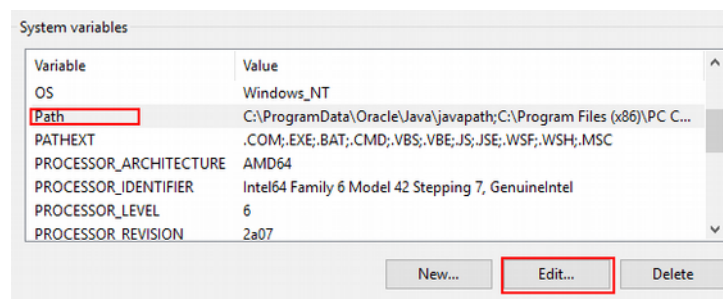 System variables
Variable Value
OS Windows_NT
Path C:\ProgramData\Oracle\Java\javapath;C:\Program Files (x86)\PC C...
PATHEXT .COM;.EXE;.BAT;.CMD;.VBS;.VBE;.JS;.JSE;.WSF;.WSH;.MSC
PROCESSOR_ARCHITECTURE AMD64
PROCESSOR_IDENTIFIER Intel64 Family 6 Model 42 Stepping 7, GenuineIntel
PROCESSOR_LEVEL 6
PROCESSOR_REVISION 2a07
New... Edit... Delete